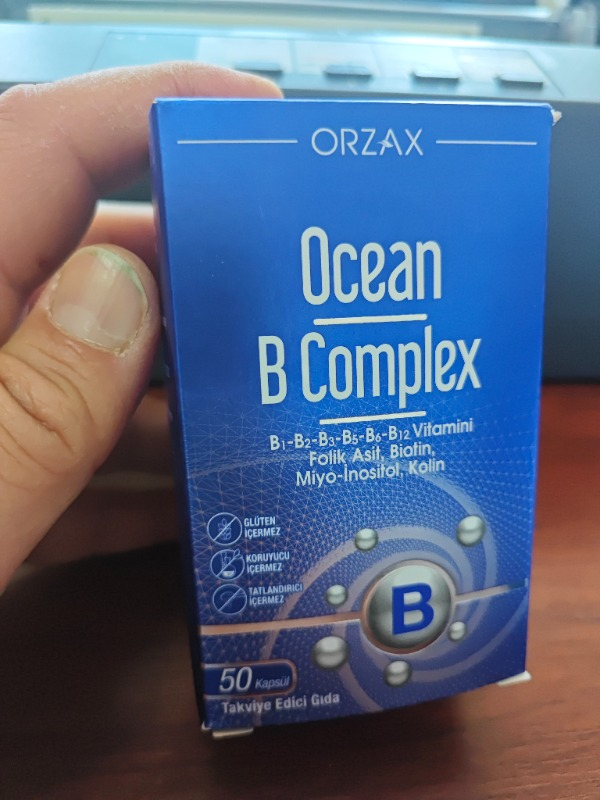 ORZAX
Ocean
B Complex
B1-B2-B3-B5-B6-B12 Vitamini
Folik Asit, Biotin,
Miyo-İnositol, Kolin
GLÜTEN
İÇERMEZ
KORUYUCU
İÇERMEZ
TATLANDIRICI
İÇERMEZ
B
50 Kapsül
Takviye Edici Gıda